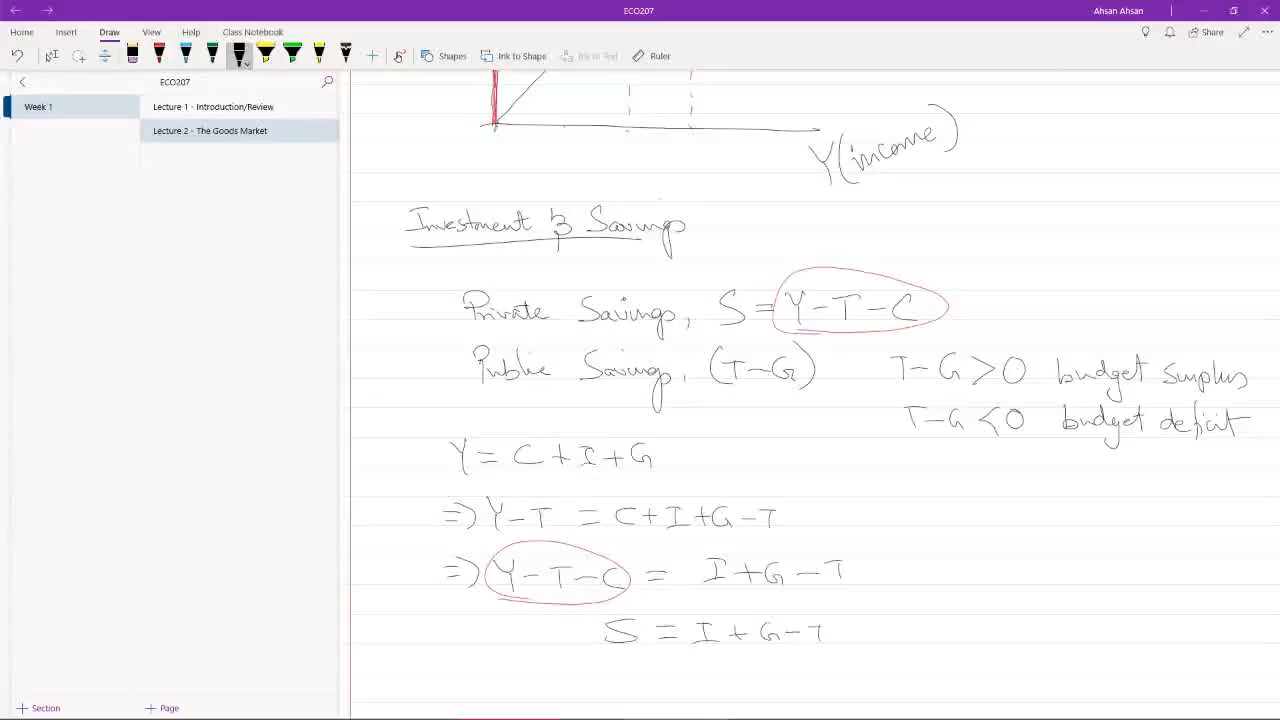 ECO207
Ahsan Ahsan
Home Insert Draw View Help Class Notebook
Share
Shapes Ink to Shape Ink to Text Ruler
ECO207
Week 1
Lecture 1 - Introduction/Review
Lecture 2 - The Goods Market
Y(income)
Investment & Savings
Private Savings, S = Y-T-C
Public Savings, (T-G) T-G>0 budget surplus
T-G<0 budget deficit
Y = C+I+G
=) Y-T = C+I+G-T
=) Y-T-C = I+G-T
S = I+G-T
+ Section
+ Page